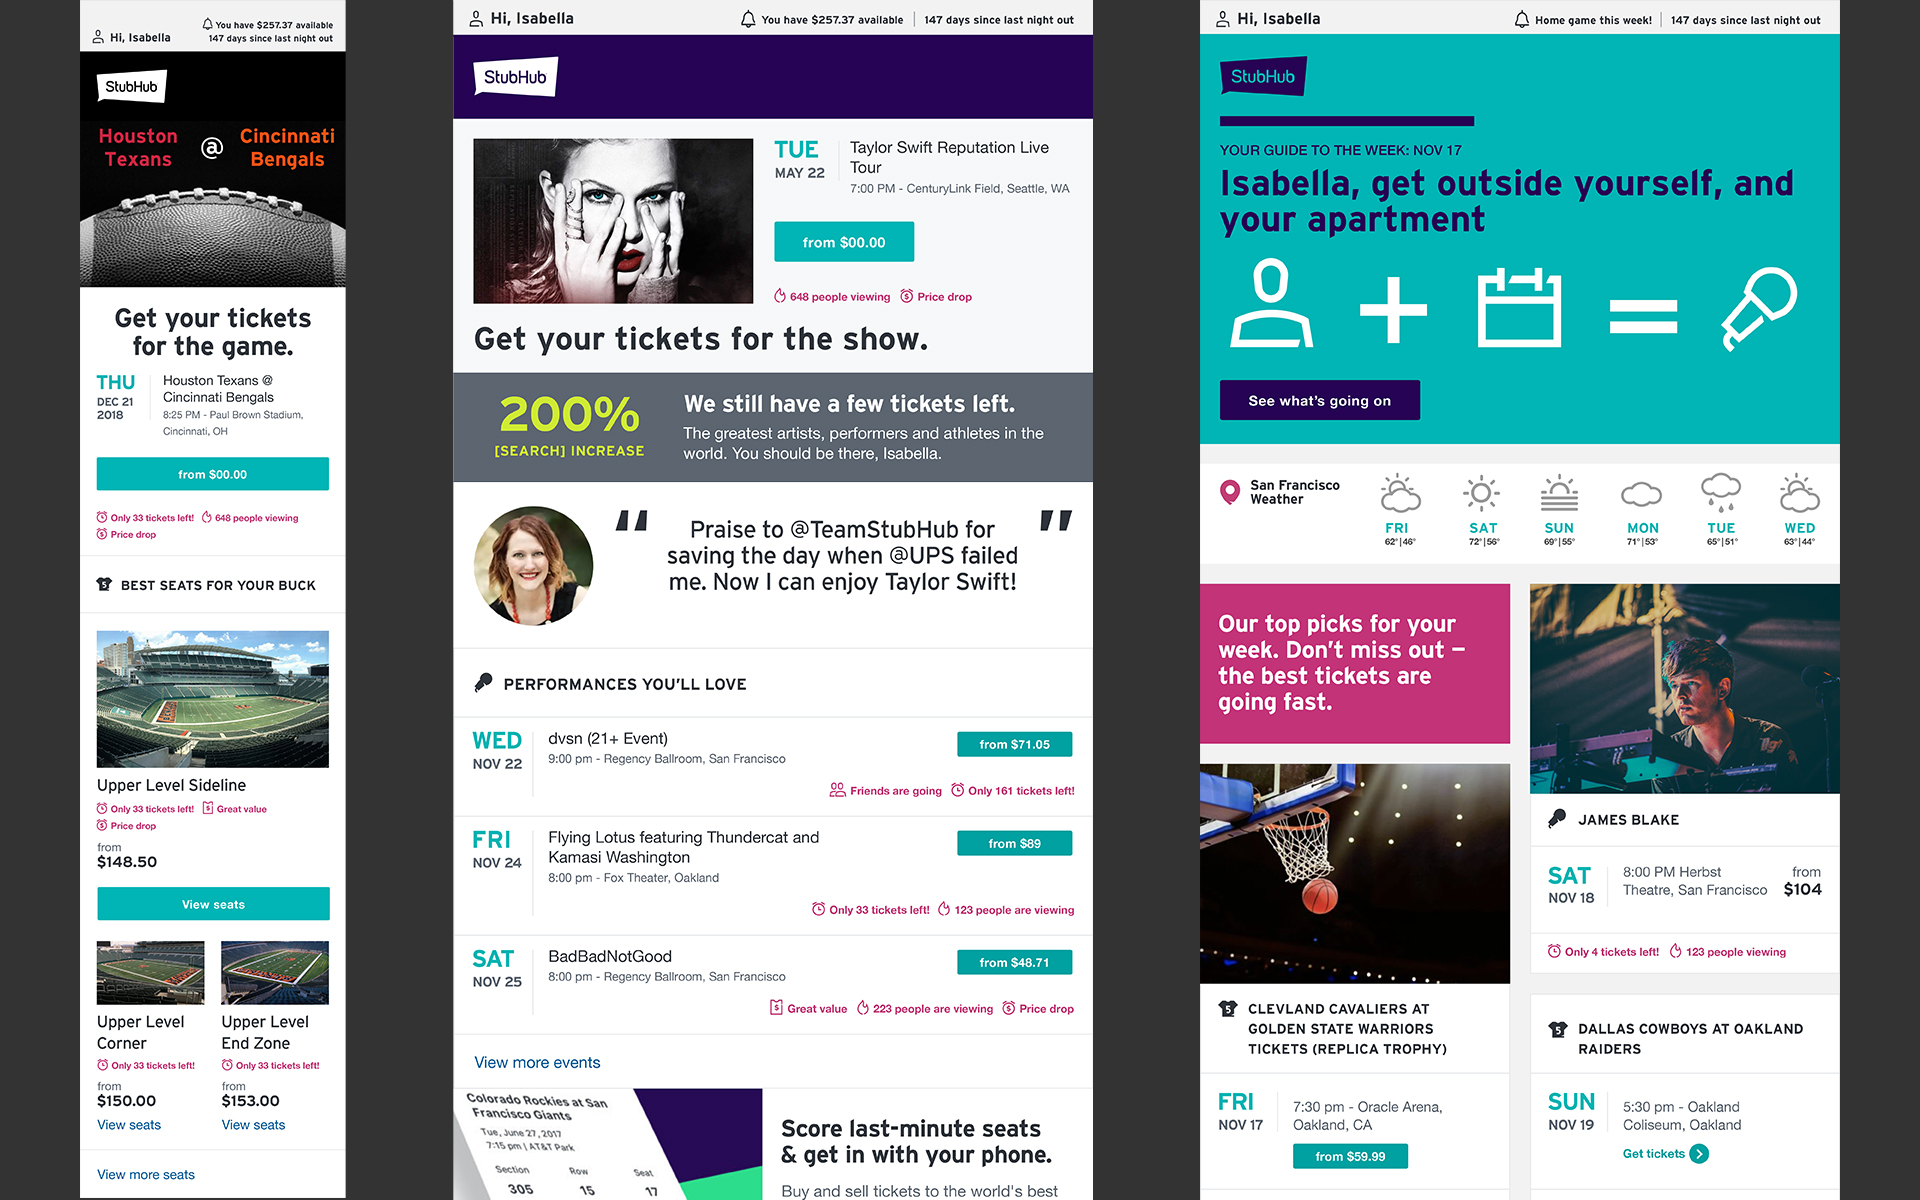 Hi, Isabella
You have $257.37 available
147 days since last night out
StubHub
Houston
Texans
@
Cincinnati
Bengals
Get your tickets
for the game.
THU
DEC 21
2018
Houston Texans @
Cincinnati Bengals
8:25 PM - Paul Brown Stadium,
Cincinnati, OH
from $00.00
Only 33 tickets left! 648 people viewing
Price drop
BEST SEATS FOR YOUR BUCK
Upper Level Sideline
Only 33 tickets left! Great value
Price drop
from
$148.50
View seats
Upper Level
Corner
Only 33 tickets left!
from
$150.00
View seats
Upper Level
End Zone
Only 33 tickets left!
from
$153.00
View seats
View more seats
Hi, Isabella
You have $257.37 available | 147 days since last night out
StubHub
TUE
MAY 22
Taylor Swift Reputation Live
Tour
7:00 PM - CenturyLink Field, Seattle, WA
from $00.00
648 people viewing Price drop
Get your tickets for the show.
200%
[SEARCH] INCREASE
We still have a few tickets left.
The greatest artists, performers and athletes in the
world. You should be there, Isabella.
“ Praise to @TeamStubHub for
saving the day when @UPS failed
me. Now I can enjoy Taylor Swift! ”
PERFORMANCES YOU'LL LOVE
WED
NOV 22
dvsn (21+ Event)
9:00 pm - Regency Ballroom, San Francisco
from $71.05
Friends are going Only 161 tickets left!
FRI
NOV 24
Flying Lotus featuring Thundercat and
Kamasi Washington
8:00 pm - Fox Theater, Oakland
from $89
Only 33 tickets left! 123 people are viewing
SAT
NOV 25
BadBadNotGood
8:00 pm - Regency Ballroom, San Francisco
from $48.71
Great value 223 people are viewing Price drop
View more events
Colorado Rockies at San
Francisco Giants
Tue, June 27, 2017
7:15 pm | AT&T Park
Section Row Seat
305 15 17
Score last-minute seats
& get in with your phone.
Buy and sell tickets to the world's best
Hi, Isabella
Home game this week! | 147 days since last night out
StubHub
YOUR GUIDE TO THE WEEK: NOV 17
Isabella, get outside yourself, and
your apartment
See what's going on
San Francisco
Weather
FRI
62°|46°
SAT
72°|56°
SUN
69°|55°
MON
71°|53°
TUE
65°|51°
WED
63°|44°
Our top picks for your
week. Don't miss out –
the best tickets are
going fast.
5
CLEVLAND CAVALIERS AT
GOLDEN STATE WARRIORS
TICKETS (REPLICA TROPHY)
FRI
NOV 17
7:30 pm - Oracle Arena,
Oakland, CA
from $59.99
JAMES BLAKE
SAT
NOV 18
8:00 PM Herbst
Theatre, San Francisco
from
$104
Only 4 tickets left! 123 people viewing
5
DALLAS COWBOYS AT OAKLAND
RAIDERS
SUN
NOV 19
5:30 pm - Oakland
Coliseum, Oakland
Get tickets